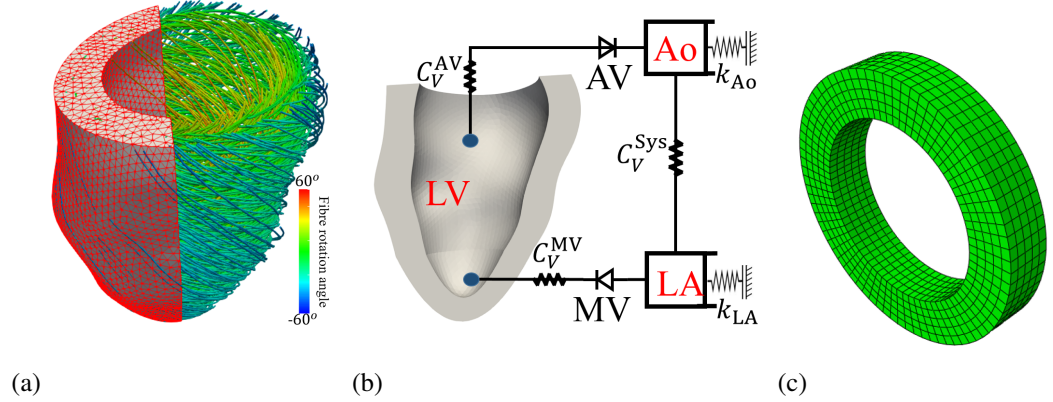 60°
Fibre rotation angle
-60°
(a)
C_V^AV
AV
Ao
k_Ao
C_V^Sys
LV
C_V^MV
MV
LA
k_LA
(b)
(c)